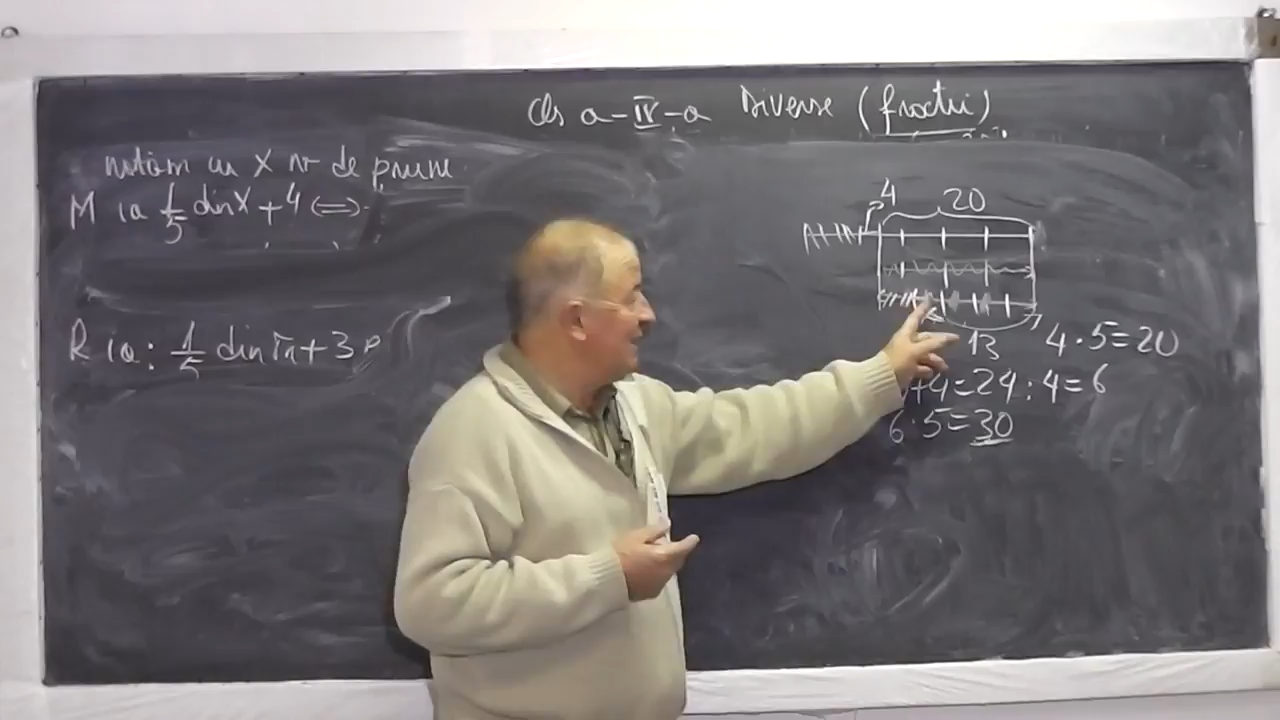 Cls a-IV-a Diverse (fractii)
notăm cu X nr de prune
M ia 1/5 din X + 4 <=>
R ia: 1/5 din + 3 p
4
20
13
4 · 5 = 20
+4=24:4=6
6·5=30